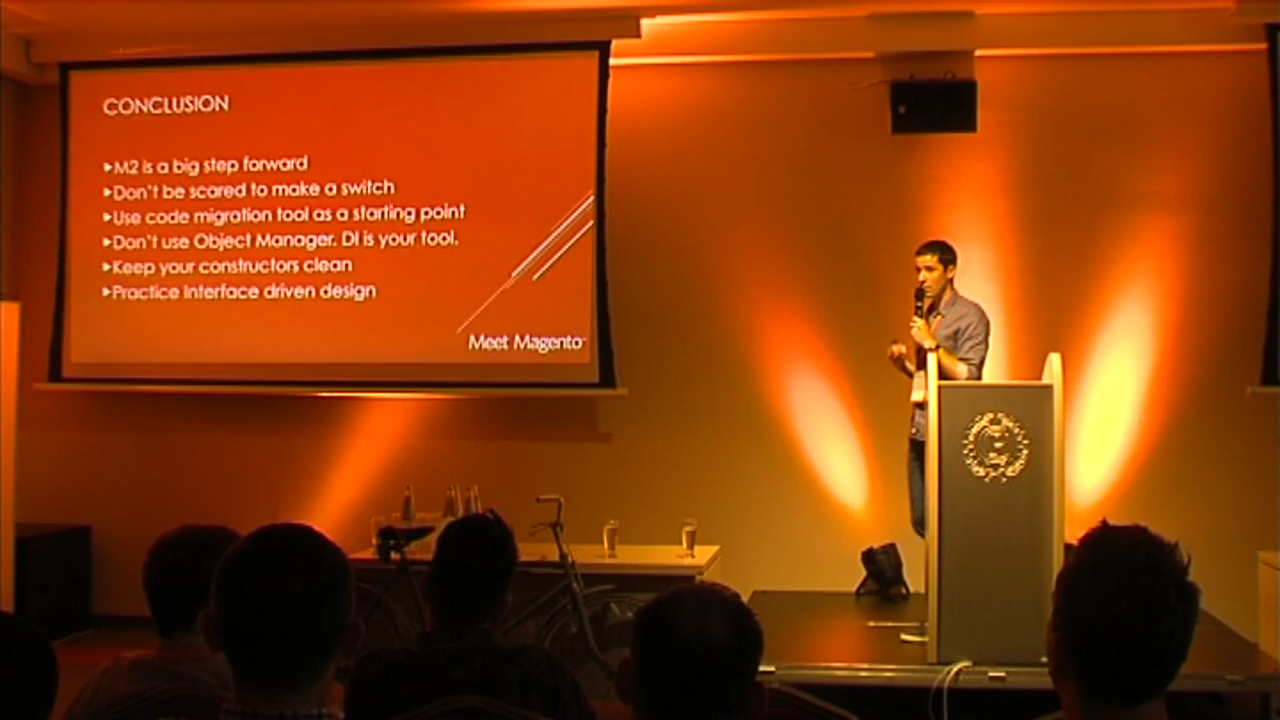 CONCLUSION
▸M2 is a big step forward
▸Don't be scared to make a switch
▸Use code migration tool as a starting point
▸Don't use Object Manager. DI is your tool.
▸Keep your constructors clean
▸Practice Interface driven design
Meet Magento